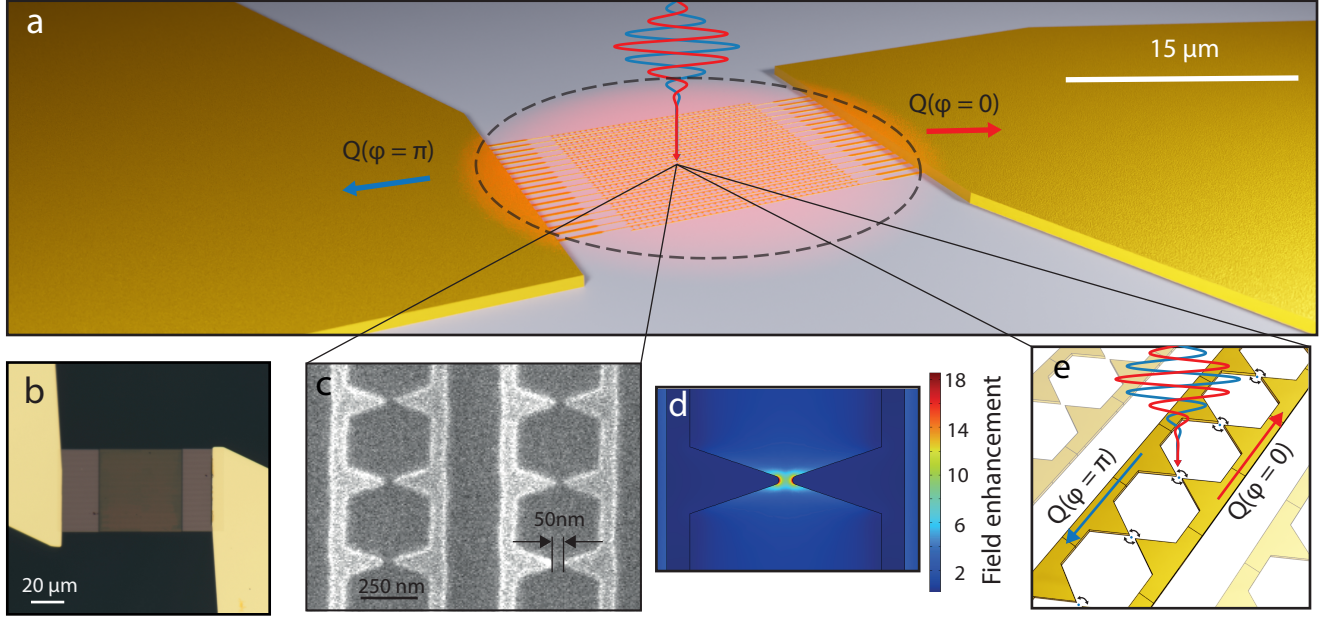 a
15 μm
Q(φ = 0)
Q(φ = π)
b
20 μm
c
50nm
250 nm
d
18
14
10
6
2
Field enhancement
e
Q(φ = π)
Q(φ = 0)